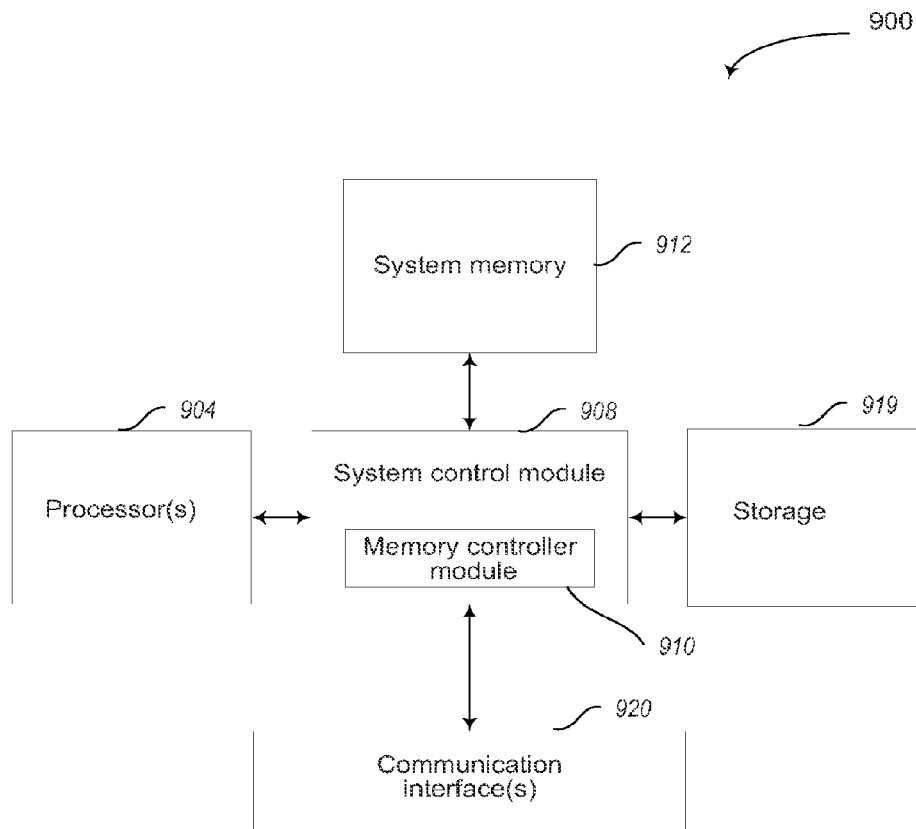 900
System memory
912
904
908
919
System control module
Processor(s)
Storage
Memory controller
module
910
920
Communication
interface(s)